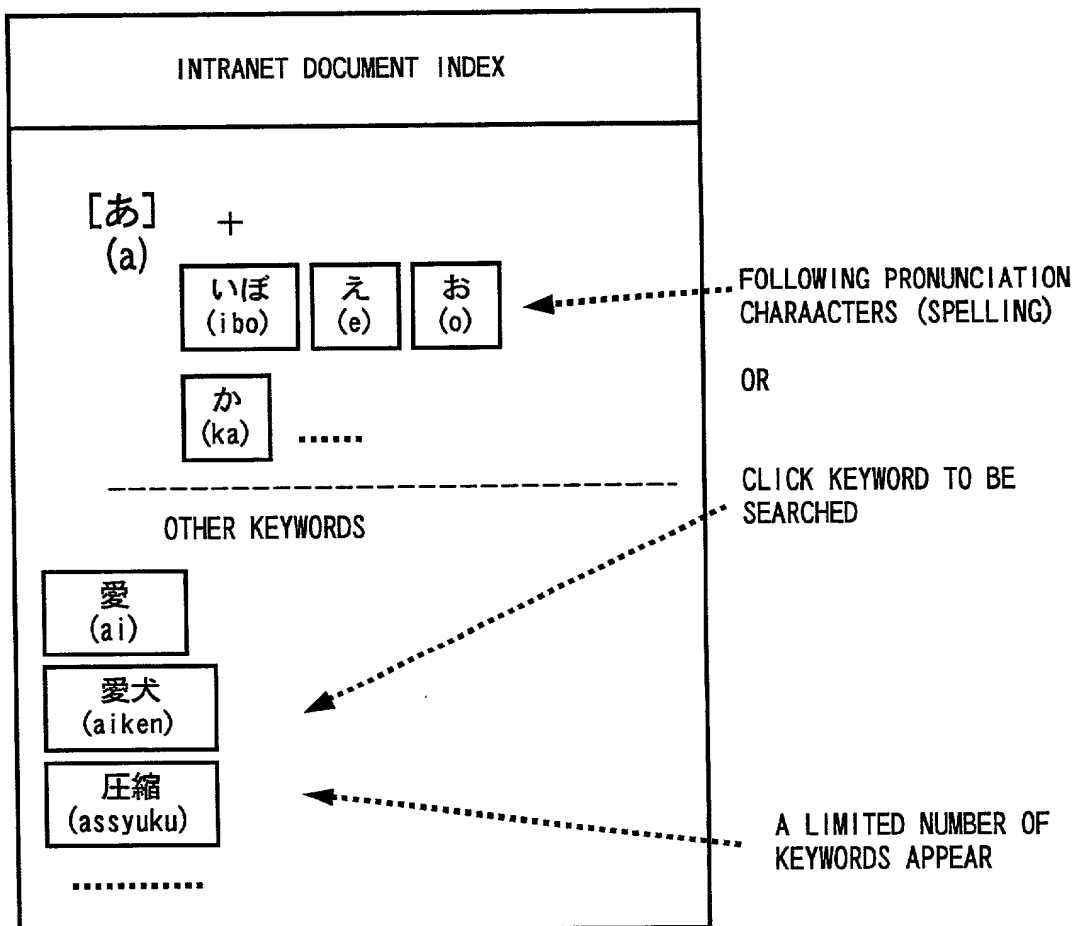 INTRANET DOCUMENT INDEX
[あ] +
(a)
いぼ え お
(ibo) (e) (o)
か
(ka) ......
FOLLOWING PRONUNCIATION
CHARAACTERS (SPELLING)
OR
CLICK KEYWORD TO BE
SEARCHED
OTHER KEYWORDS
愛
(ai)
愛犬
(aiken)
圧縮
(assyuku)
............
A LIMITED NUMBER OF
KEYWORDS APPEAR